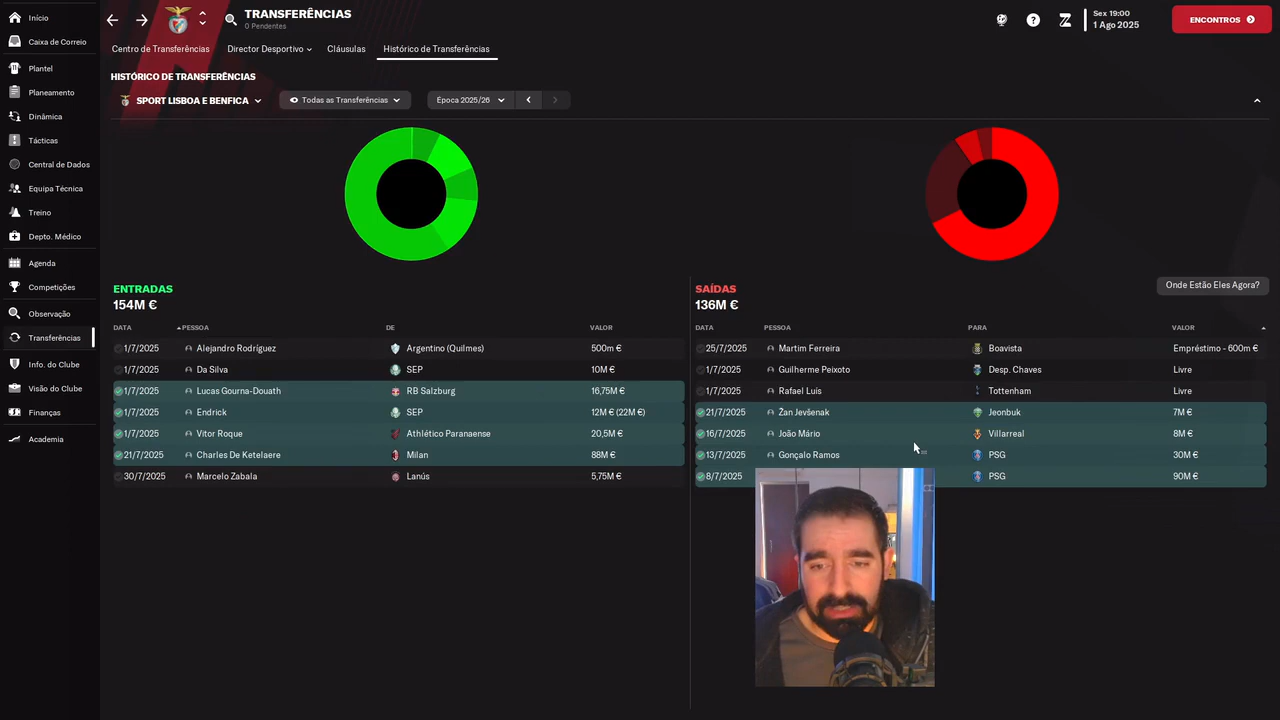 Início
Caixa de Correio
Plantel
Planeamento
Dinâmica
Tácticas
Central de Dados
Equipa Técnica
Treino
Depto. Médico
Agenda
Competições
Observação
Transferências
Info. do Clube
Visão do Clube
Finanças
Academia
TRANSFERÊNCIAS
0 Pendentes
Sex 19:00
1 Ago 2025
ENCONTROS
Centro de Transferências Director Desportivo Cláusulas Histórico de Transferências
HISTÓRICO DE TRANSFERÊNCIAS
SPORT LISBOA E BENFICA Todas as Transferências Época 2025/26
ENTRADAS
154M €
DATA PESSOA DE VALOR
1/7/2025 Alejandro Rodríguez Argentino (Quilmes) 500m €
1/7/2025 Da Silva SEP 10M €
1/7/2025 Lucas Gourna-Douath RB Salzburg 16,75M €
1/7/2025 Endrick SEP 12M € (22M €)
1/7/2025 Vitor Roque Athlético Paranaense 20,5M €
21/7/2025 Charles De Ketelaere Milan 88M €
30/7/2025 Marcelo Zabala Lanús 5,75M €
SAÍDAS
136M €
Onde Estão Eles Agora?
DATA PESSOA PARA VALOR
25/7/2025 Martim Ferreira Boavista Empréstimo - 600m €
1/7/2025 Guilherme Peixoto Desp. Chaves Livre
1/7/2025 Rafael Luís Tottenham Livre
21/7/2025 Žan Jevšenak Jeonbuk 7M €
16/7/2025 João Mário Villarreal 8M €
13/7/2025 Gonçalo Ramos PSG 30M €
8/7/2025 PSG 90M €